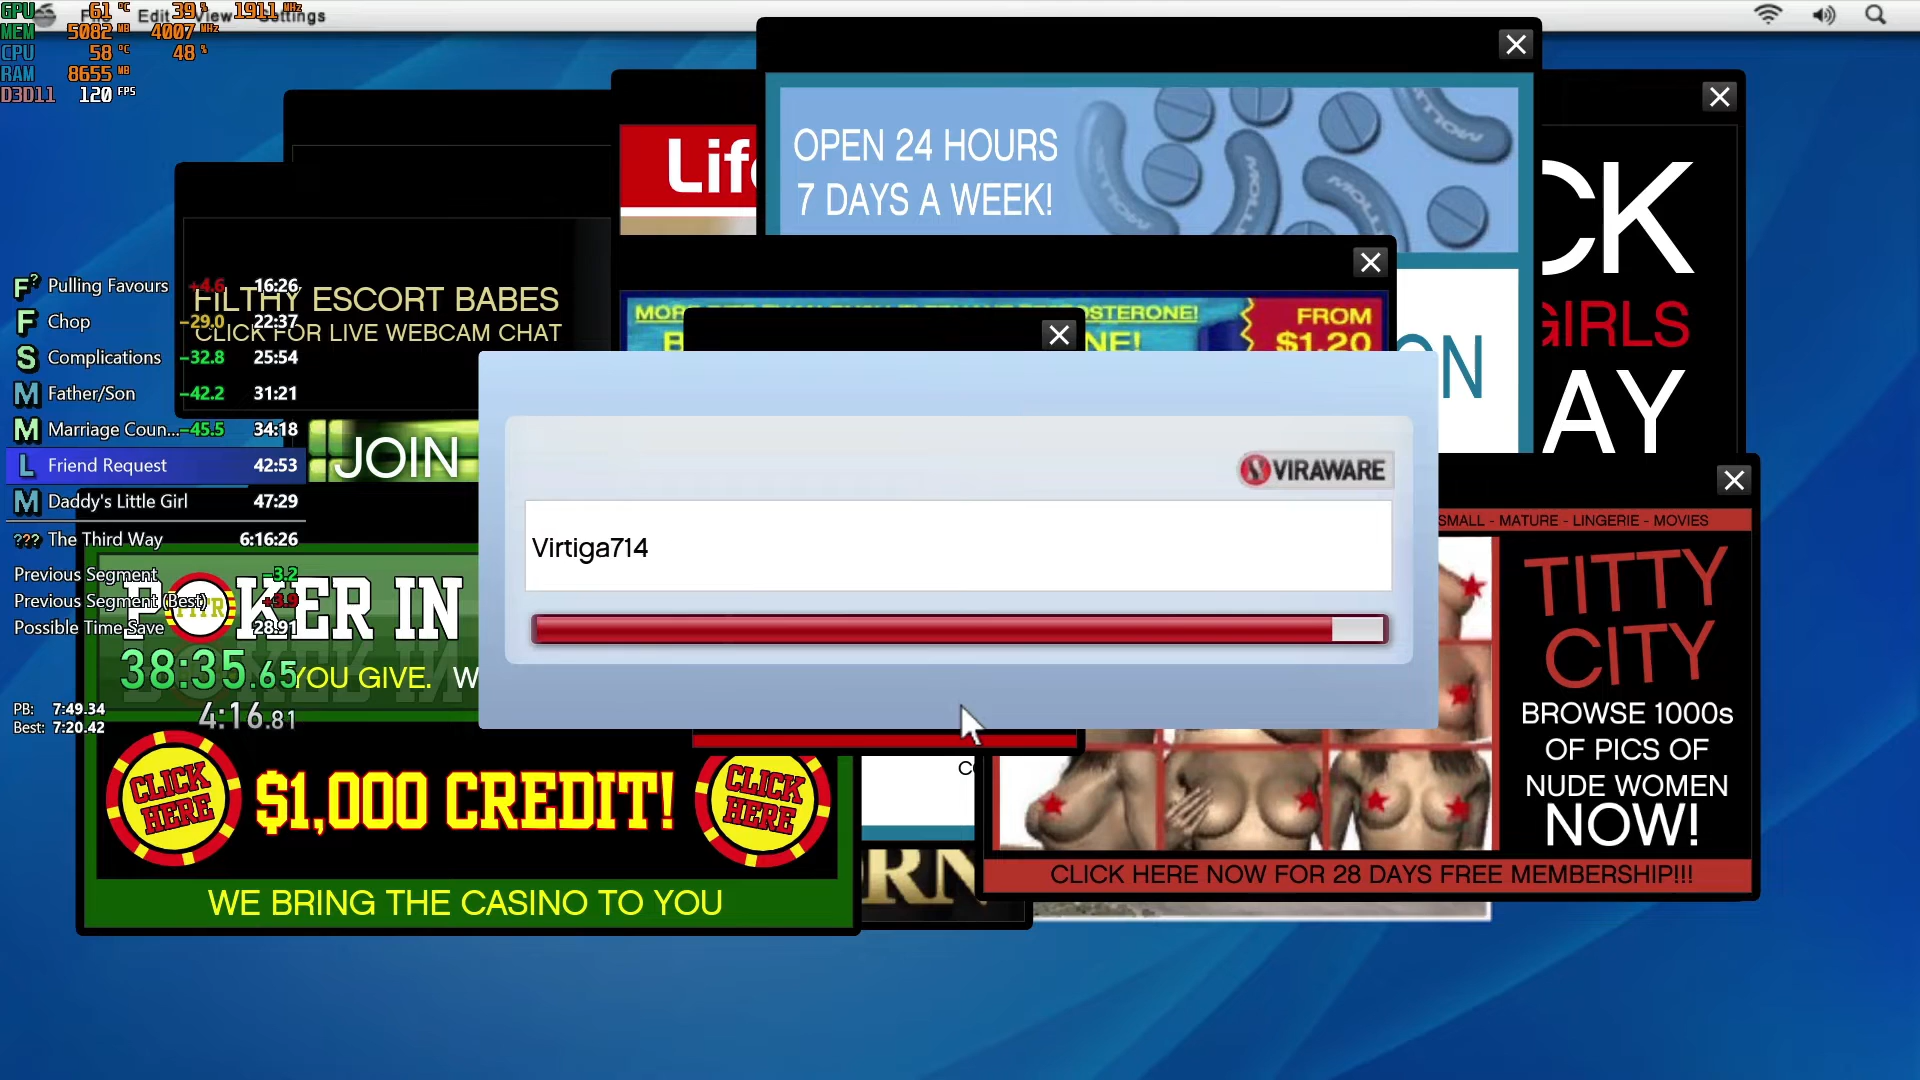 GPU 61 °C 39 % 1911 MHz
MEM 5082 MB 4007 MHz
CPU 58 °C 48 %
RAM 8655 MB
D3D11 120 FPS
Edit View Settings
OPEN 24 HOURS
7 DAYS A WEEK!
Life
CK
GIRLS
AY
ON
FILTHY ESCORT BABES
CLICK FOR LIVE WEBCAM CHAT
JOIN
FROM
$1.20
Pulling Favours +4.6 16:26
Chop −29.0 22:37
Complications −32.8 25:54
Father/Son −42.2 31:21
Marriage Coun... −45.5 34:18
Friend Request 42:53
Daddy's Little Girl 47:29
??? The Third Way 6:16:26
Previous Segment −3.2
Previous Segment (Best) +3.9
Possible Time Save 28.91
38:35.65
4:16.81
PB: 7:49.34
Best: 7:20.42
VIRAWARE
Virtiga714
POKER IN
YOU GIVE. W
CLICK HERE
$1,000 CREDIT!
CLICK HERE
WE BRING THE CASINO TO YOU
RN
SMALL - MATURE - LINGERIE - MOVIES
TITTY
CITY
BROWSE 1000s
OF PICS OF
NUDE WOMEN
NOW!
CLICK HERE NOW FOR 28 DAYS FREE MEMBERSHIP!!!